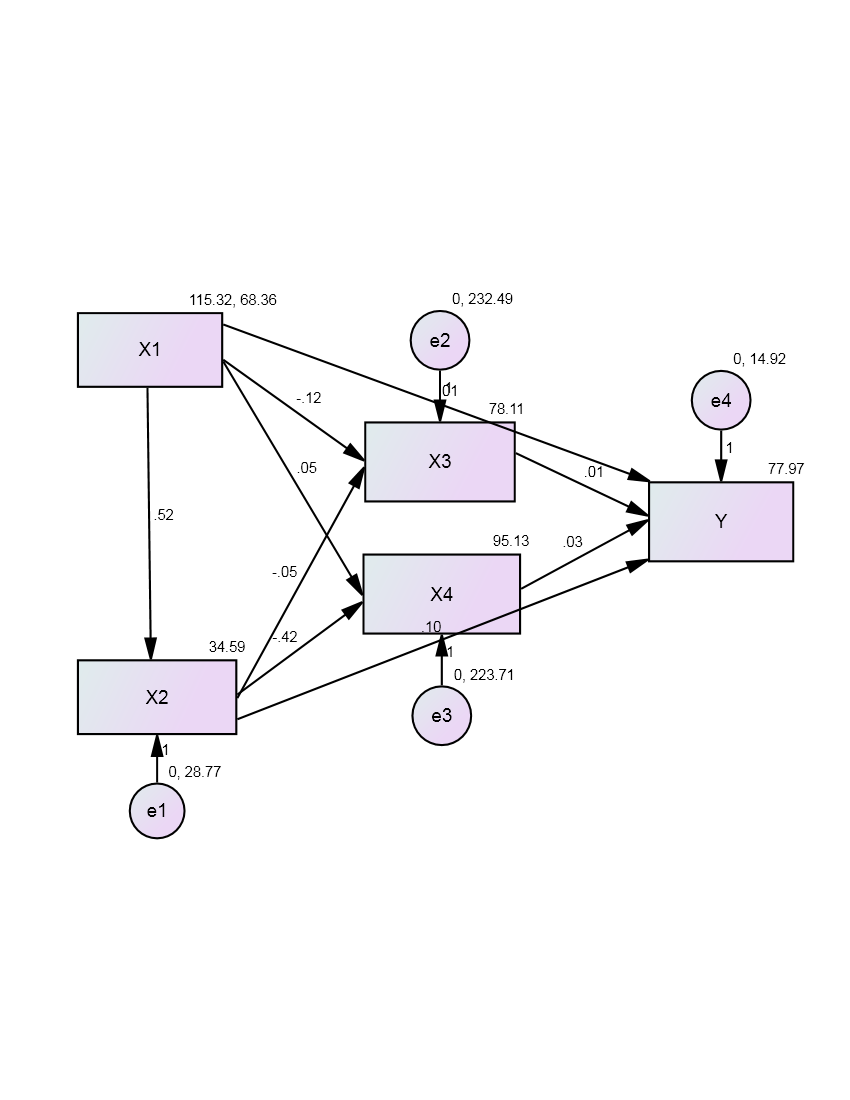 115.32, 68.36
0, 232.49
X1
e2
0, 14.92
.01
1
e4
-.12
78.11
1
X3
.01
77.97
.05
.52
Y
95.13
.03
-.05
X4
.10
-.42
34.59
1
0, 223.71
X2
e3
1
0, 28.77
e1